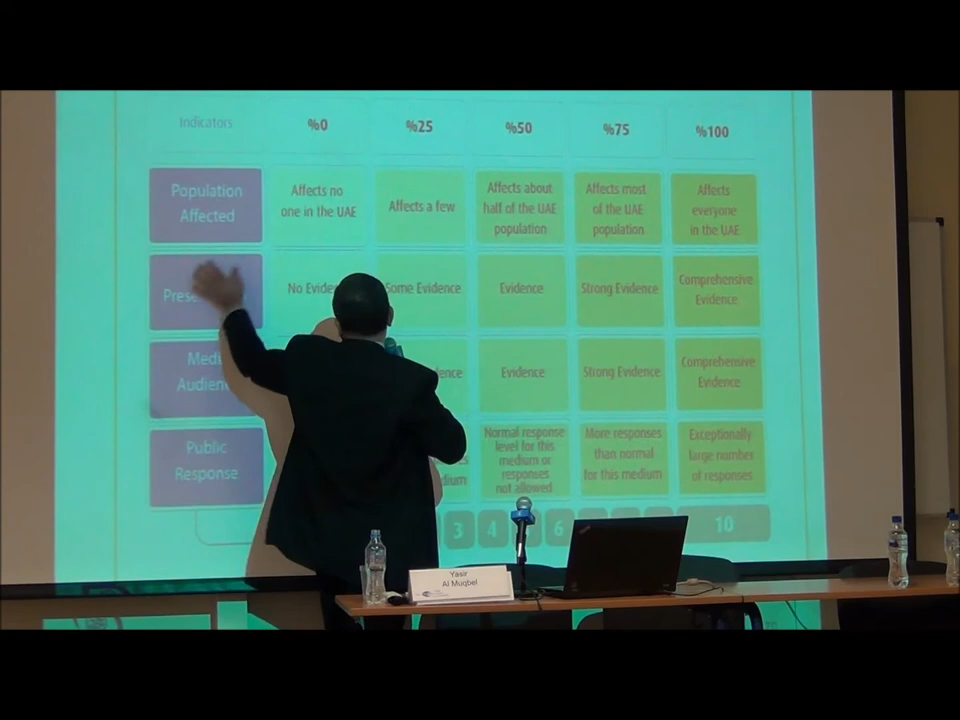 Indicators %0 %25 %50 %75 %100
Population
Affected
Affects no
one in the UAE
Affects a few
Affects about
half of the UAE
population
Affects most
of the UAE
population
Affects
everyone
in the UAE
No
Some Evidence
Evidence
Strong Evidence
Comprehensive
Evidence
Evidence
Strong Evidence
Comprehensive
Evidence
Public
Response
Normal response
level for this
medium or
responses
not allowed
More responses
than normal
for this medium
Exceptionally
large number
of responses
3 4 6 10
Yasir
Al Muqbel